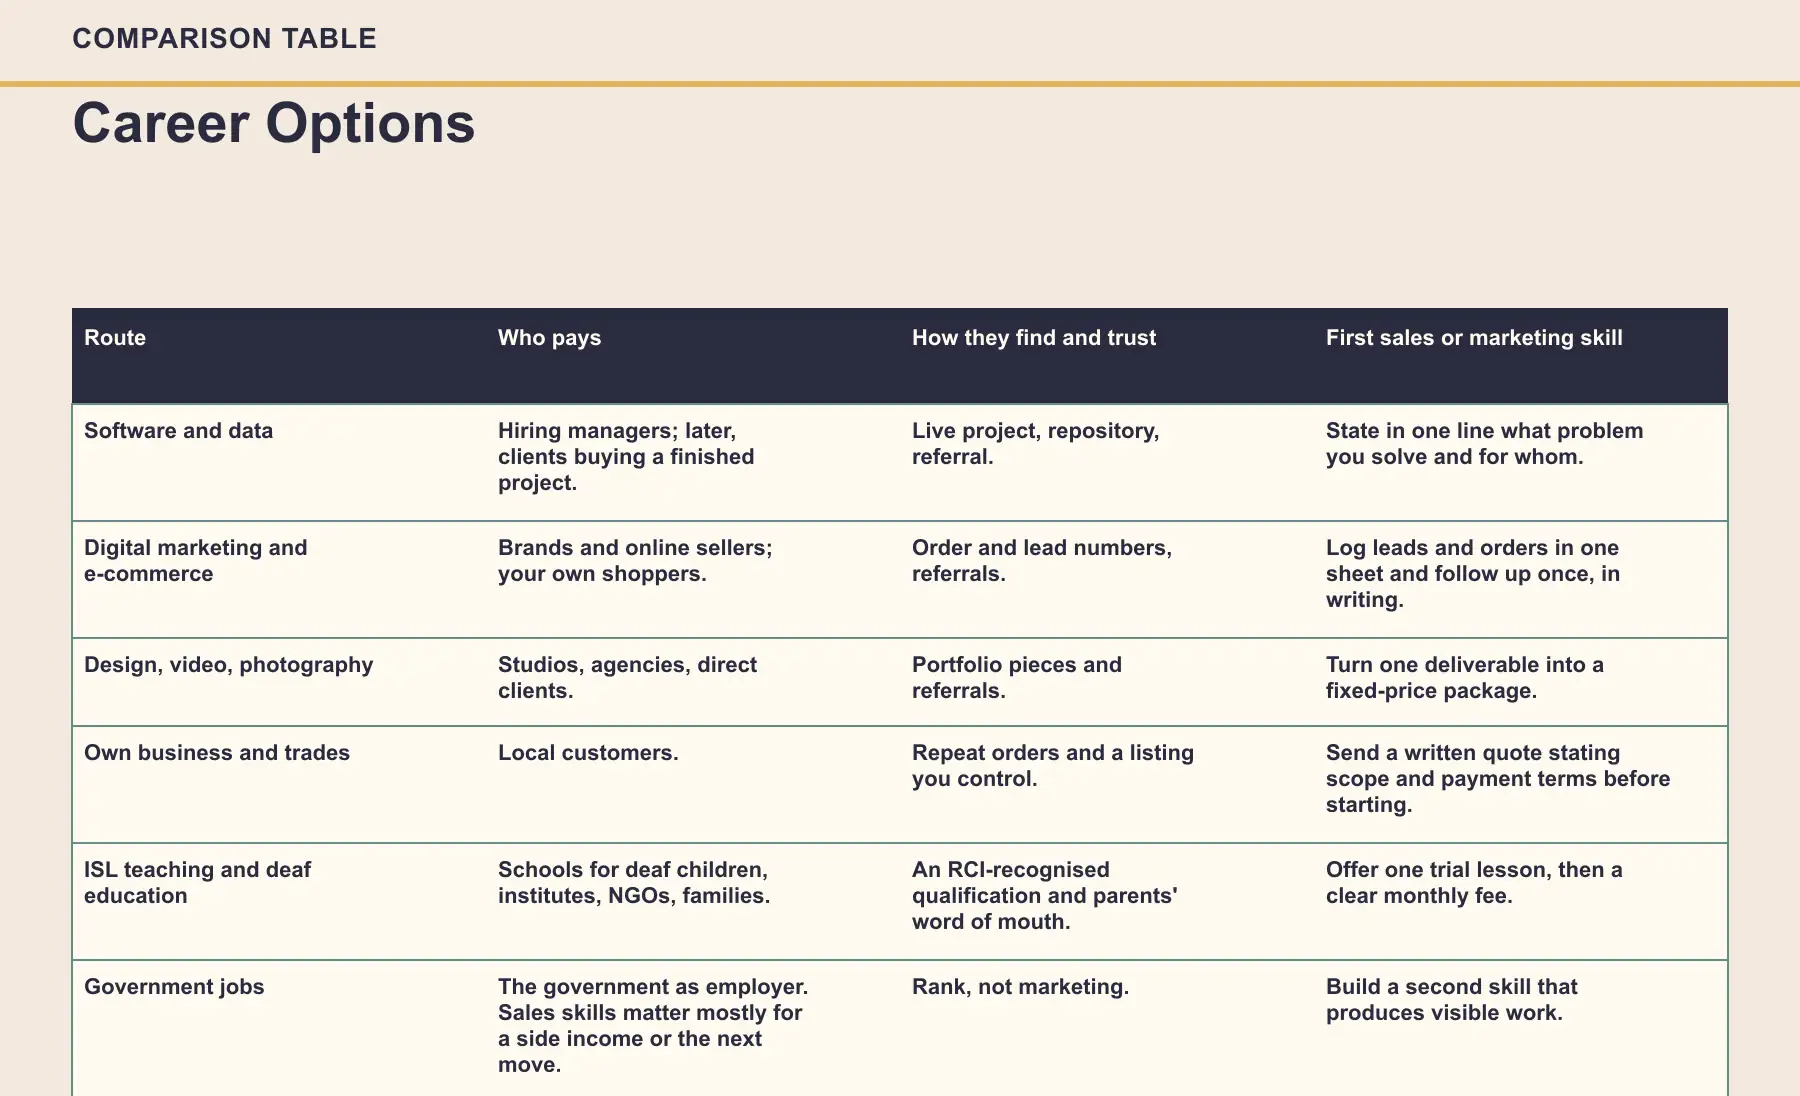 COMPARISON TABLE
Career Options
Route
Who pays
How they find and trust
First sales or marketing skill
Software and data
Hiring managers; later,
clients buying a finished
project.
Live project, repository,
referral.
State in one line what problem
you solve and for whom.
Digital marketing and
e-commerce
Brands and online sellers;
your own shoppers.
Order and lead numbers,
referrals.
Log leads and orders in one
sheet and follow up once, in
writing.
Design, video, photography
Studios, agencies, direct
clients.
Portfolio pieces and
referrals.
Turn one deliverable into a
fixed-price package.
Own business and trades
Local customers.
Repeat orders and a listing
you control.
Send a written quote stating
scope and payment terms before
starting.
ISL teaching and deaf
education
Schools for deaf children,
institutes, NGOs, families.
An RCI-recognised
qualification and parents'
word of mouth.
Offer one trial lesson, then a
clear monthly fee.
Government jobs
The government as employer.
Sales skills matter mostly for
a side income or the next
move.
Rank, not marketing.
Build a second skill that
produces visible work.